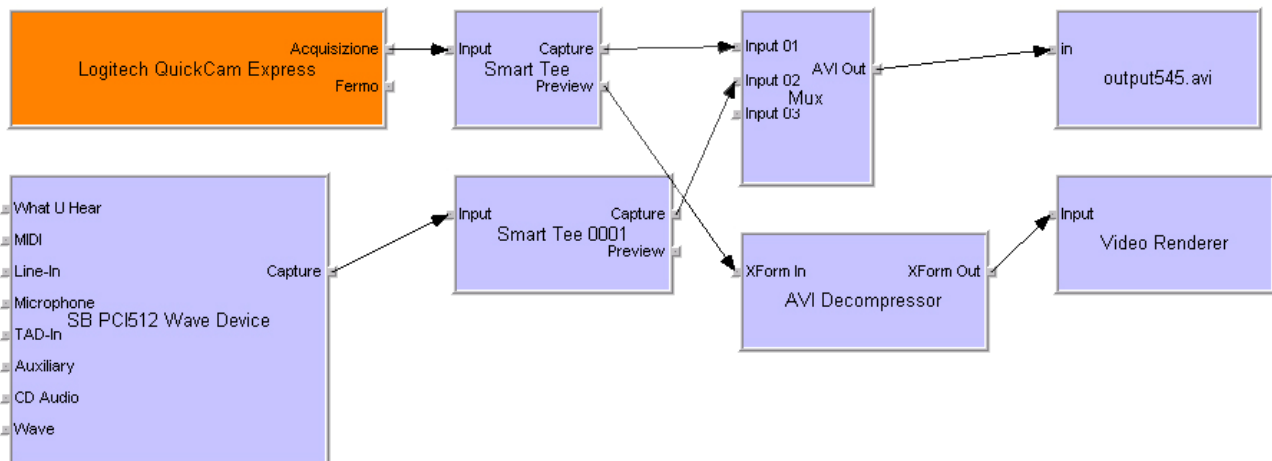 Logitech QuickCam Express
Acquisizione
Fermo
Input
Capture
Smart Tee
Preview
Input 01
Input 02
Input 03
Mux
AVI Out
in
output545.avi
What U Hear
MIDI
Line-In
Microphone
TAD-In
Auxiliary
CD Audio
Wave
SB PCI512 Wave Device
Capture
Input
Capture
Smart Tee 0001
Preview
XForm In
XForm Out
AVI Decompressor
Input
Video Renderer